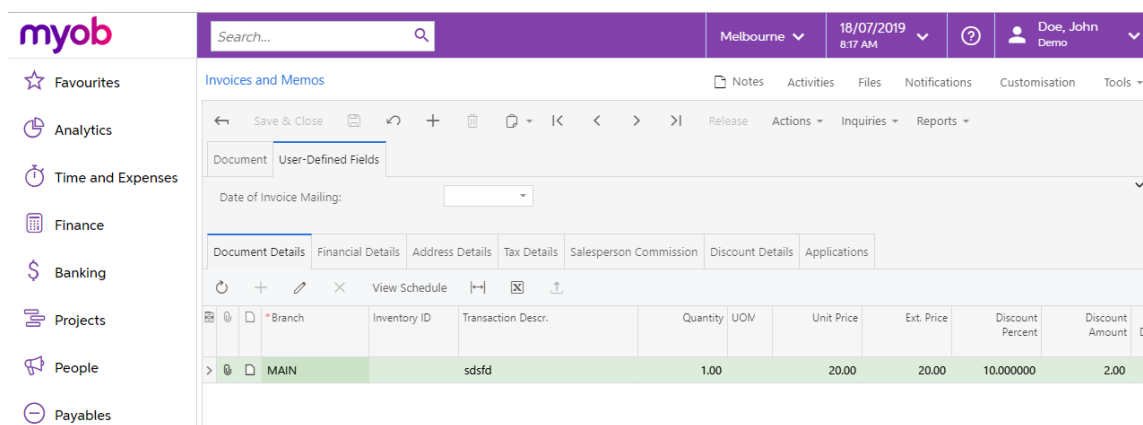 myob
Search...
Melbourne
18/07/2019
8:17 AM
Doe, John
Demo
Favourites
Analytics
Time and Expenses
Finance
Banking
Projects
People
Payables
Invoices and Memos
Notes Activities Files Notifications Customisation Tools
Save & Close Release Actions Inquiries Reports
Document User-Defined Fields
Date of Invoice Mailing:
Document Details Financial Details Address Details Tax Details Salesperson Commission Discount Details Applications
View Schedule
*Branch Inventory ID Transaction Descr. Quantity UOM Unit Price Ext. Price Discount Percent Discount Amount D
MAIN sdsfd 1.00 20.00 20.00 10.000000 2.00